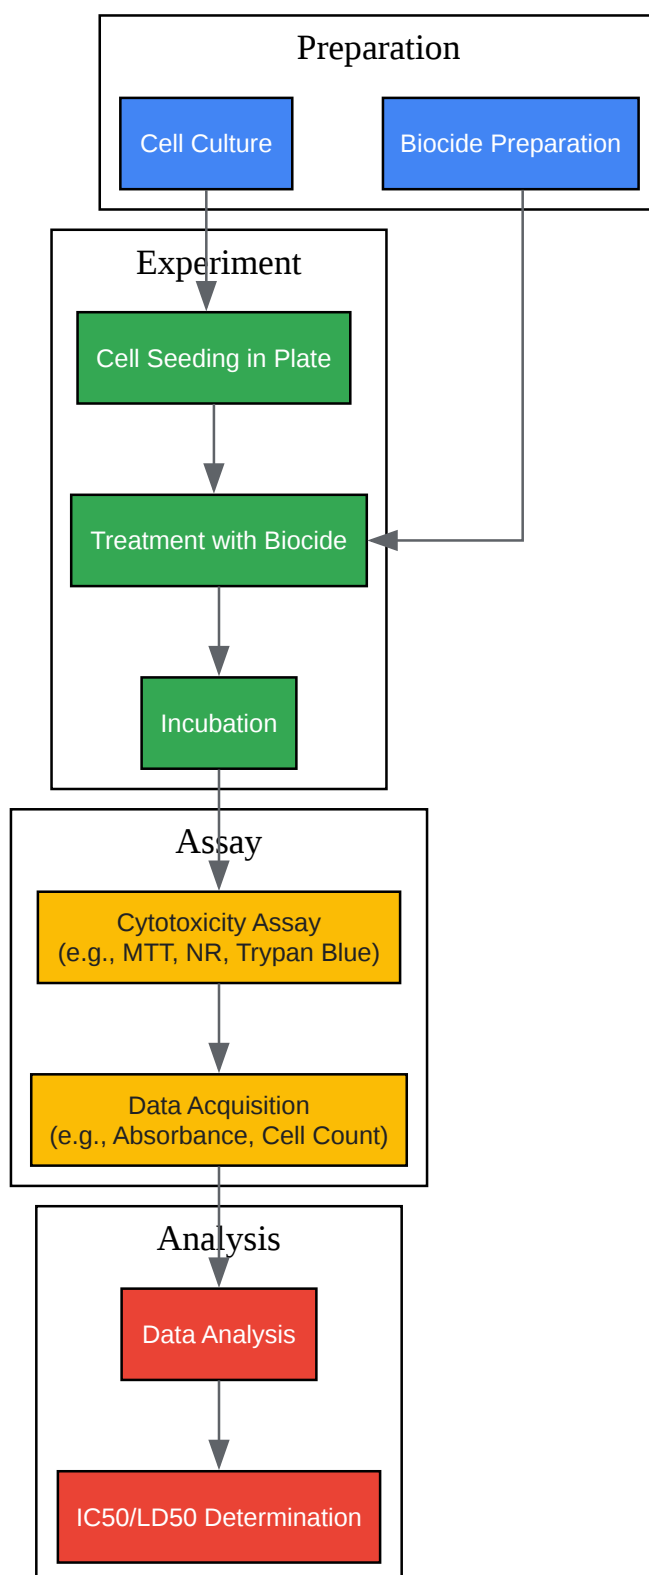 Preparation
Cell Culture
Biocide Preparation
Experiment
Cell Seeding in Plate
Treatment with Biocide
Incubation
Assay
Cytotoxicity Assay
(e.g., MTT, NR, Trypan Blue)
Data Acquisition
(e.g., Absorbance, Cell Count)
Analysis
Data Analysis
IC50/LD50 Determination